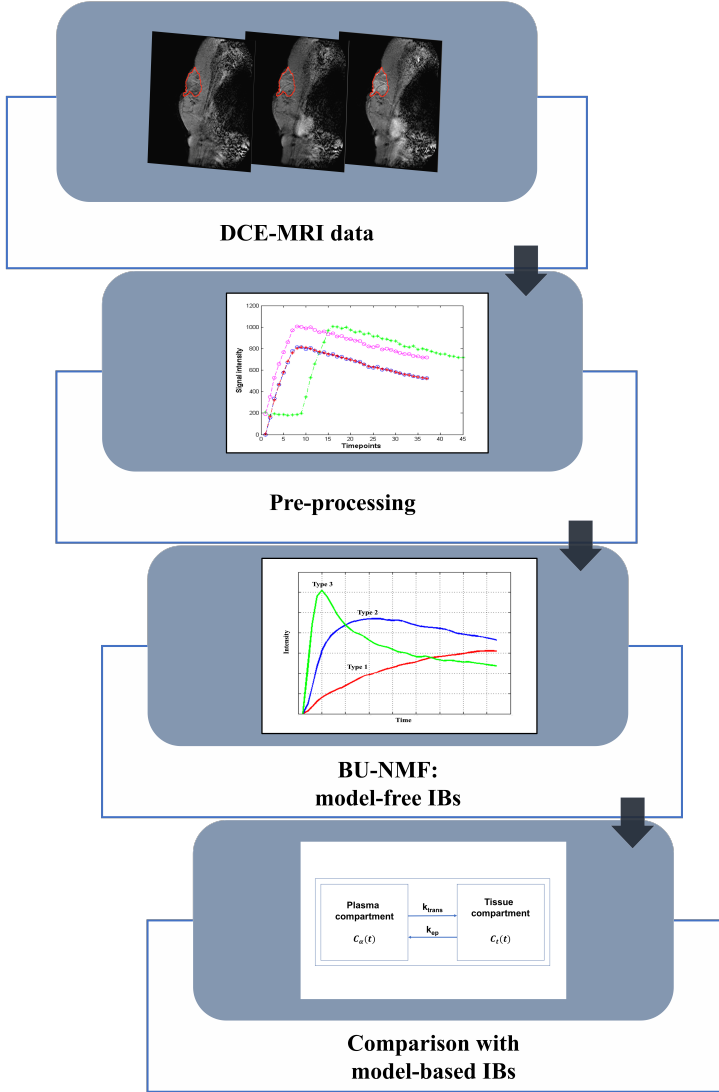 DCE-MRI data
1200
1000
800
600
400
200
0
Signal intensity
0 5 10 15 20 25 30 35 40 45
Timepoints
Pre-processing
Type 3
Type 2
Type 1
Intensity
Time
BU-NMF:
model-free IBs
Plasma
compartment
C_a(t)
k_trans
k_ep
Tissue
compartment
C_t(t)
Comparison with
model-based IBs